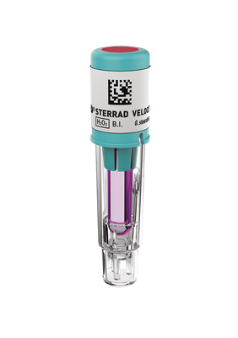 STERRAD VELOC
H₂O₂ B.I.